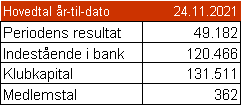 Hovedtal år-til-dato 24.11.2021
Periodens resultat 49.182
Indestående i bank 120.466
Klubkapital 131.511
Medlemstal 362